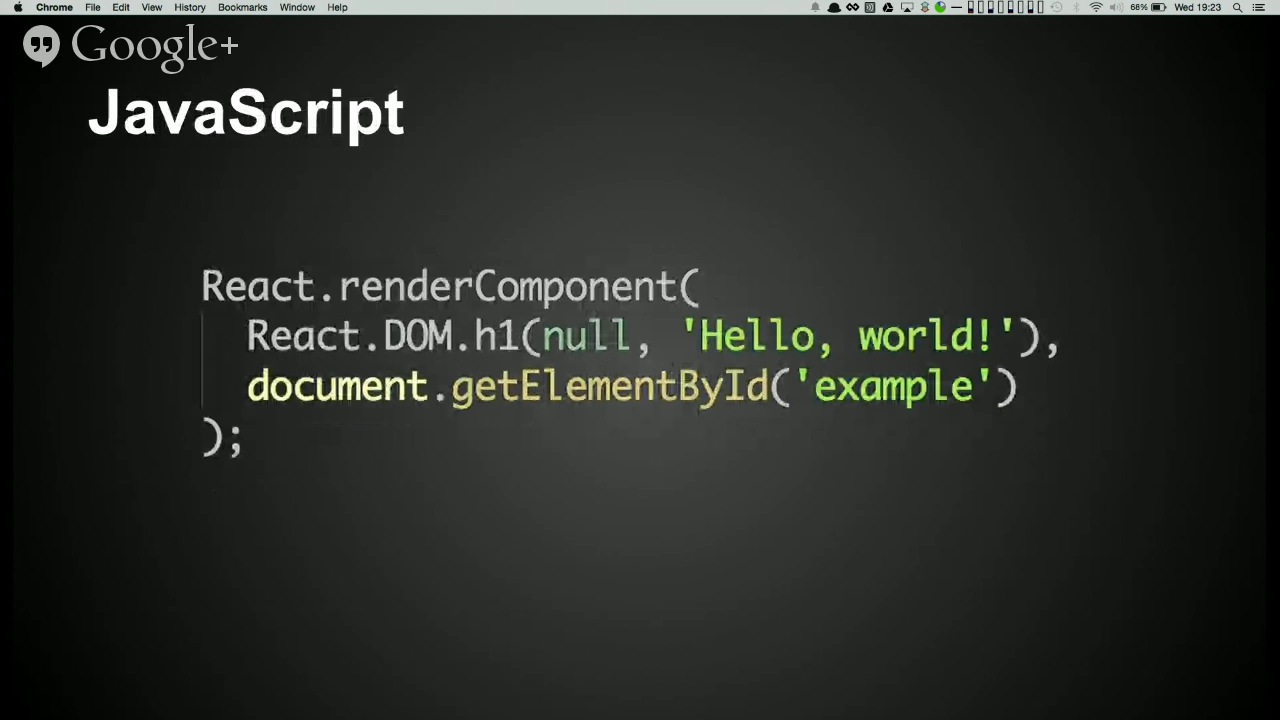 Chrome File Edit View History Bookmarks Window Help 68% Wed 19:23
Google+
JavaScript
React.renderComponent(
React.DOM.h1(null, 'Hello, world!'),
document.getElementById('example')
);